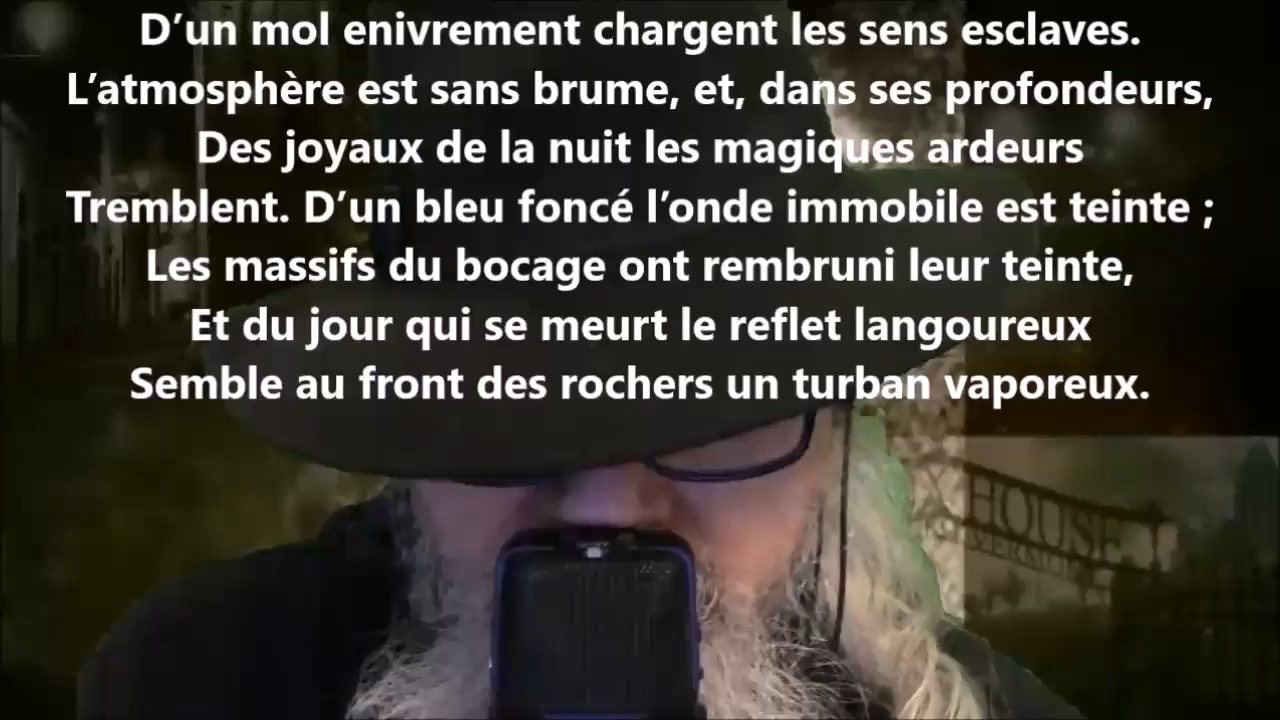 D’un mol enivrement chargent les sens esclaves.
L’atmosphère est sans brume, et, dans ses profondeurs,
Des joyaux de la nuit les magiques ardeurs
Tremblent. D’un bleu foncé l’onde immobile est teinte ;
Les massifs du bocage ont rembruni leur teinte,
Et du jour qui se meurt le reflet langoureux
Semble au front des rochers un turban vaporeux.
HOUSE